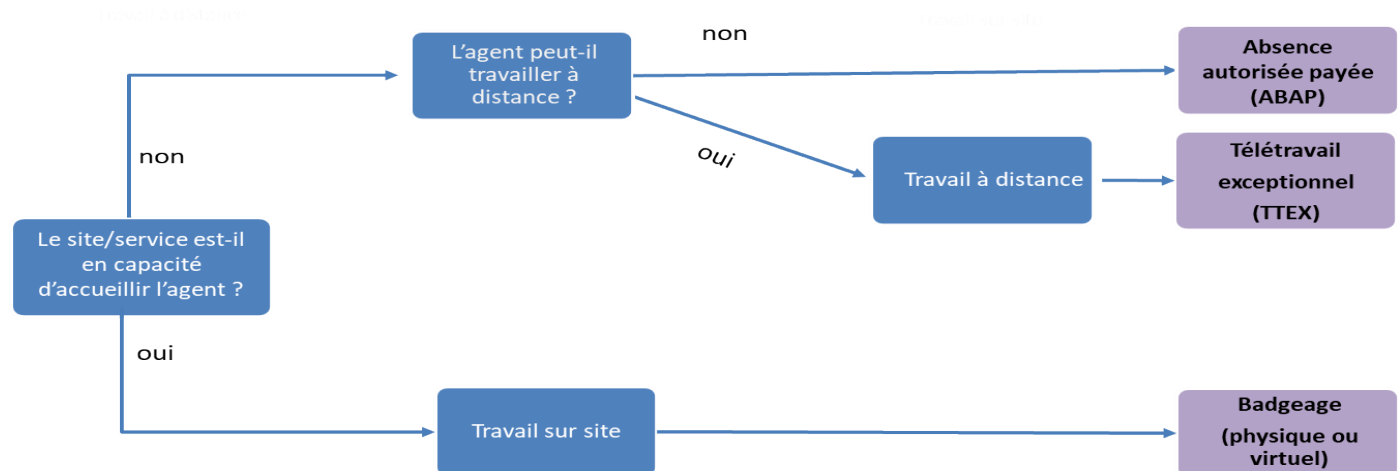 non
L’agent peut-il
travailler à
distance ?
non
Absence
autorisée payée
(ABAP)
oui
Travail à distance
Télétravail
exceptionnel
(TTEX)
Le site/service est-il
en capacité
d’accueillir l’agent ?
oui
Travail sur site
Badgeage
(physique ou
virtuel)